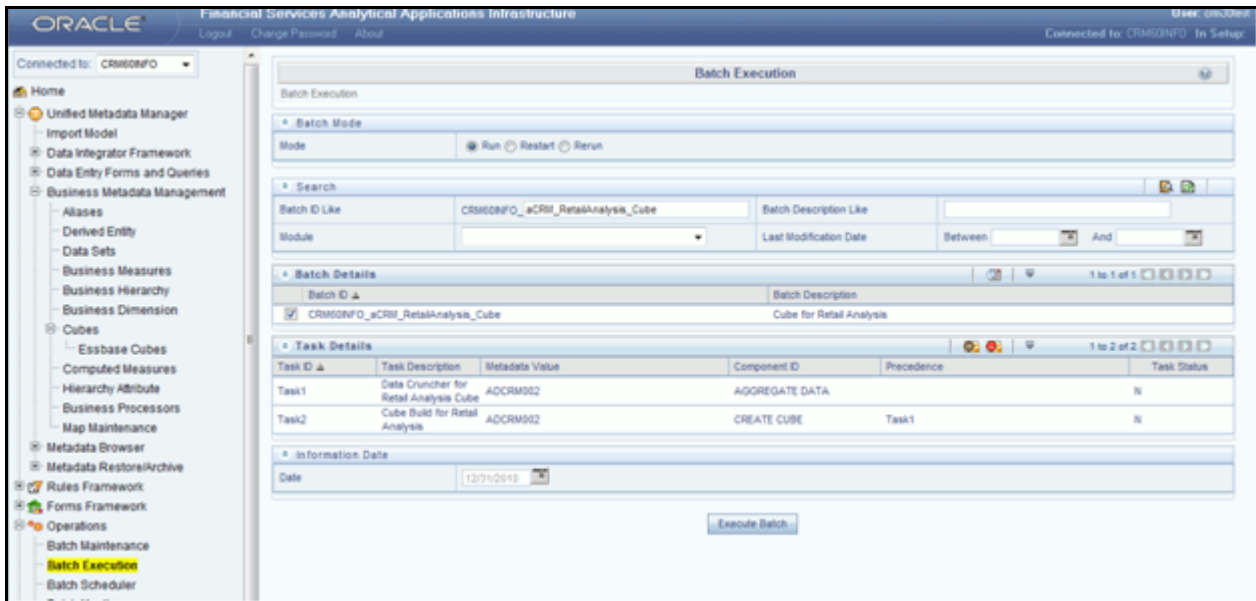 ORACLE
Financial Services Analytical Applications Infrastructure
Logout Change Password About
Connected to: CRM60INFO In Setup:
Connected to: CRM60INFO
Home
Unified Metadata Manager
Import Model
Data Integrator Framework
Data Entry Forms and Queries
Business Metadata Management
Aliases
Derived Entity
Data Sets
Business Measures
Business Hierarchy
Business Dimension
Cubes
Essbase Cubes
Computed Measures
Hierarchy Attribute
Business Processors
Map Maintenance
Metadata Browser
Metadata Restore/Archive
Rules Framework
Forms Framework
Operations
Batch Maintenance
Batch Execution
Batch Scheduler
Batch Execution
Batch Execution
Batch Mode
Mode Run Restart Rerun
Search
Batch ID Like CRM60INFO_ aCRM_RetailAnalysis_Cube Batch Description Like
Module Last Modification Date Between And
Batch Details 1 to 1 of 1
Batch ID Batch Description
CRM60INFO_aCRM_RetailAnalysis_Cube Cube for Retail Analysis
Task Details 1 to 2 of 2
Task ID Task Description Metadata Value Component ID Precedence Task Status
Task1 Data Cruncher for Retail Analysis Cube ADCRM002 AGGREGATE DATA N
Task2 Cube Build for Retail Analysis ADCRM002 CREATE CUBE Task1 N
Information Date
Date 12/31/2010
Execute Batch